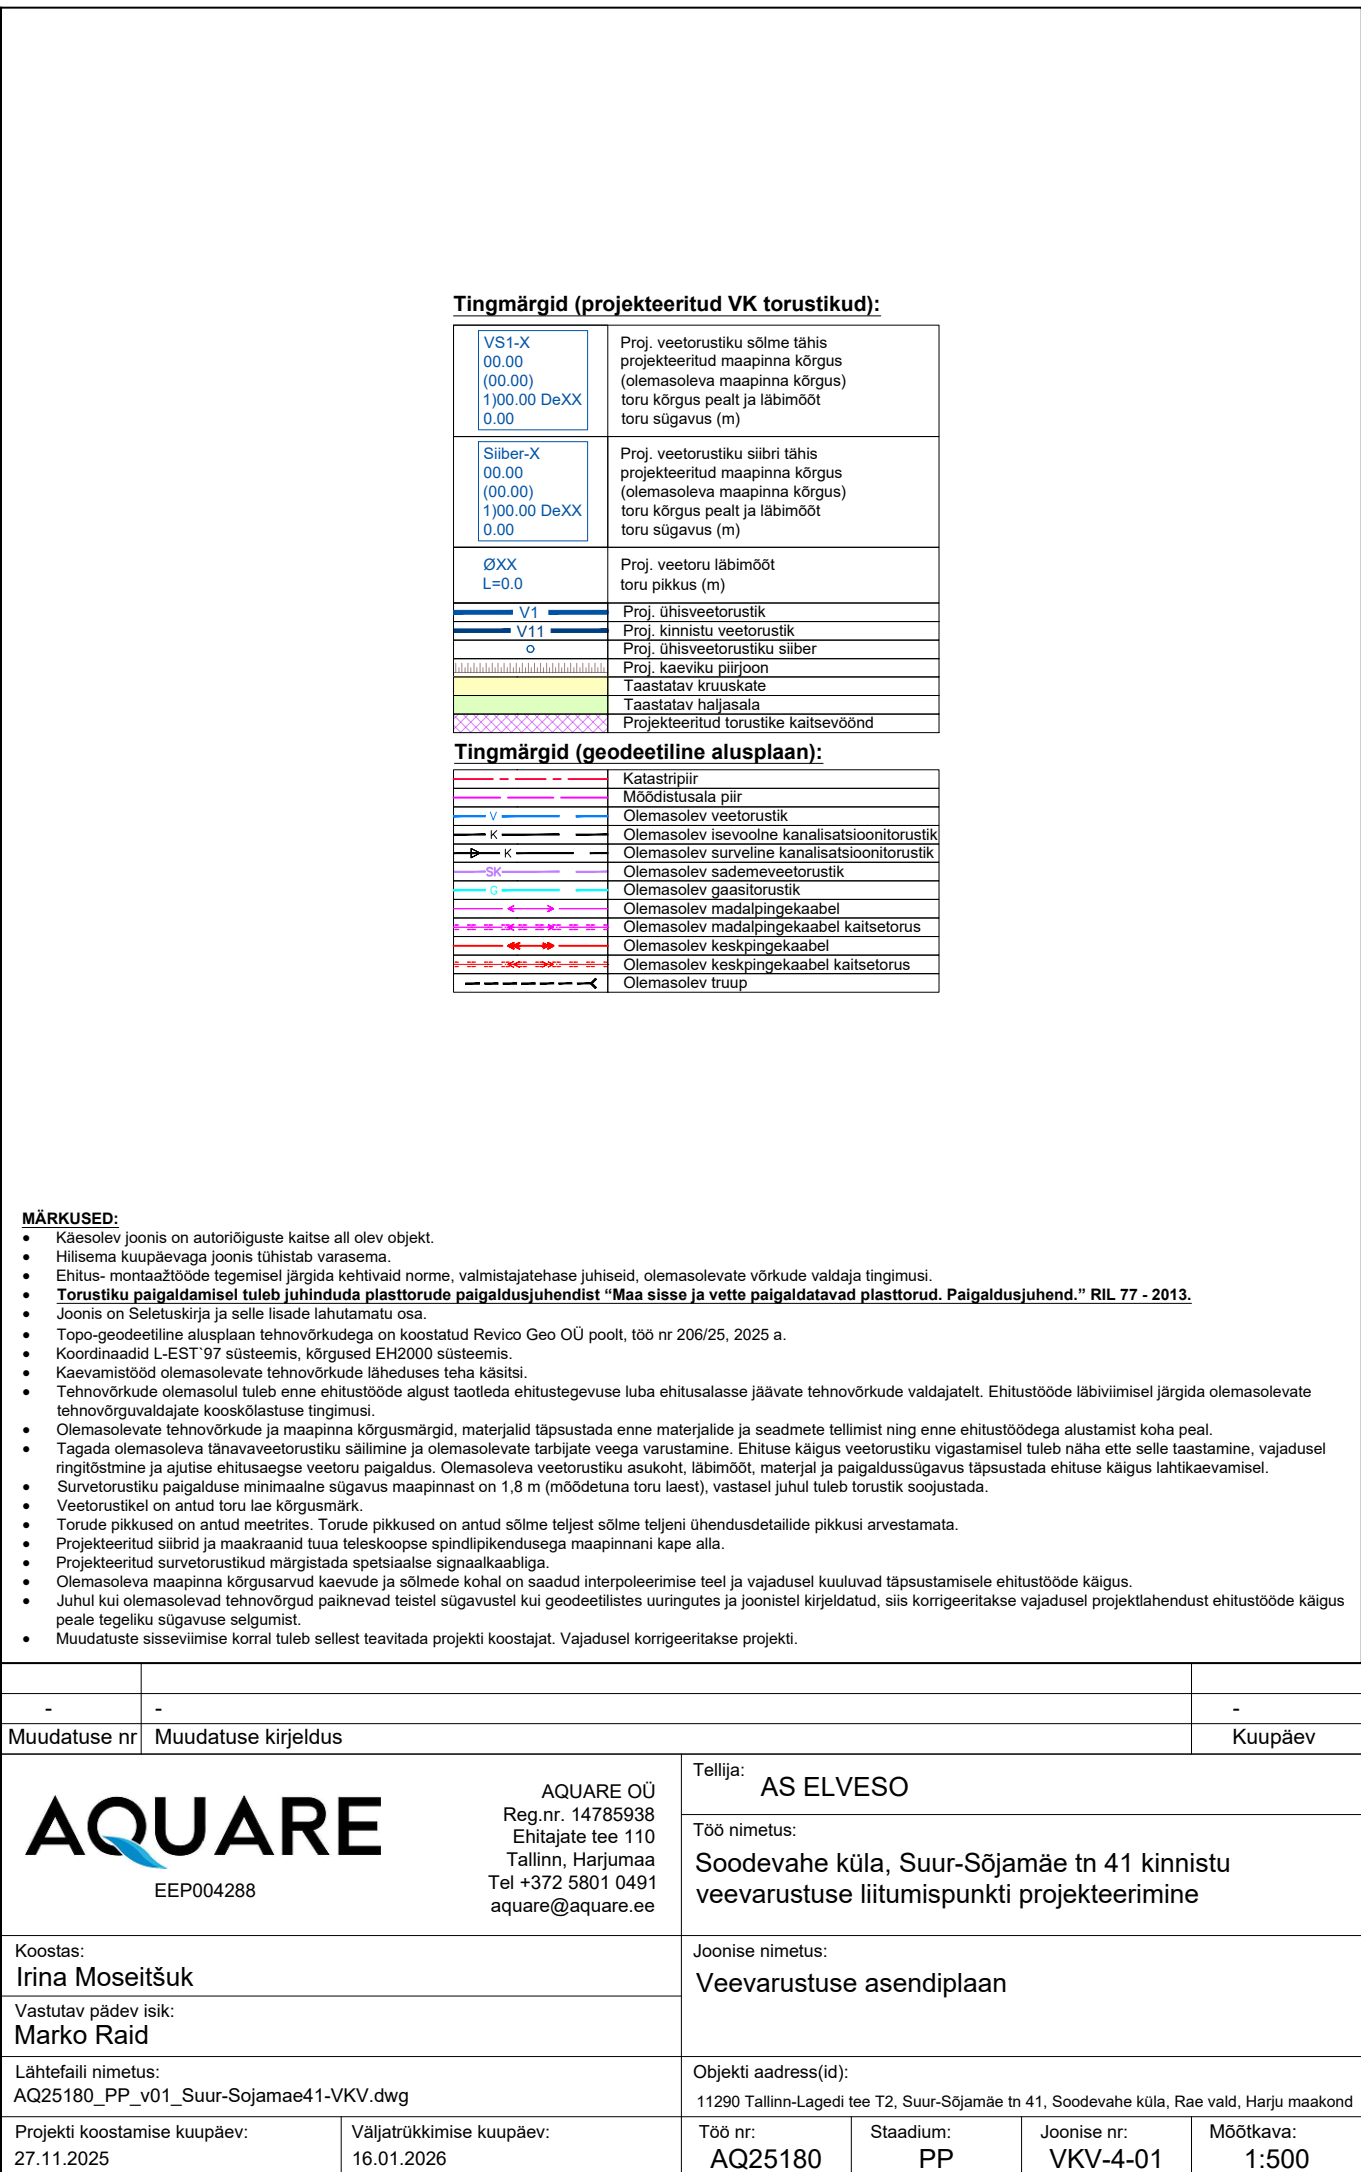 Tingmärgid (projekteeritud VK torustikud):
VS1-X
00.00
(00.00)
1)00.00 DeXX
0.00
Proj. veetorustiku sõlme tähis
projekteeritud maapinna kõrgus
(olemasoleva maapinna kõrgus)
toru kõrgus pealt ja läbimõõt
toru sügavus (m)
Siiber-X
00.00
(00.00)
1)00.00 DeXX
0.00
Proj. veetorustiku siibri tähis
projekteeritud maapinna kõrgus
(olemasoleva maapinna kõrgus)
toru kõrgus pealt ja läbimõõt
toru sügavus (m)
ØXX
L=0.0
Proj. veetoru läbimõõt
toru pikkus (m)
V1 Proj. ühisveetorustik
V11 Proj. kinnistu veetorustik
Proj. ühisveetorustiku siiber
Proj. kaeviku piirjoon
Taastatav kruuskate
Taastatav haljasala
Projekteeritud torustike kaitsevöönd
Tingmärgid (geodeetiline alusplaan):
Katastripiir
Mõõdistusala piir
V Olemasolev veetorustik
K Olemasolev isevoolne kanalisatsioonitorustik
K Olemasolev surveline kanalisatsioonitorustik
SK Olemasolev sademeveetorustik
G Olemasolev gaasitorustik
Olemasolev madalpingekaabel
Olemasolev madalpingekaabel kaitsetorus
Olemasolev keskpingekaabel
Olemasolev keskpingekaabel kaitsetorus
Olemasolev truup
MÄRKUSED:
• Käesolev joonis on autoriõiguste kaitse all olev objekt.
• Hilisema kuupäevaga joonis tühistab varasema.
• Ehitus- montaažtööde tegemisel järgida kehtivaid norme, valmistajatehase juhiseid, olemasolevate võrkude valdaja tingimusi.
• Torustiku paigaldamisel tuleb juhinduda plasttorude paigaldusjuhendist “Maa sisse ja vette paigaldatavad plasttorud. Paigaldusjuhend.” RIL 77 - 2013.
• Joonis on Seletuskirja ja selle lisade lahutamatu osa.
• Topo-geodeetiline alusplaan tehnovõrkudega on koostatud Revico Geo OÜ poolt, töö nr 206/25, 2025 a.
• Koordinaadid L-EST`97 süsteemis, kõrgused EH2000 süsteemis.
• Kaevamistööd olemasolevate tehnovõrkude läheduses teha käsitsi.
• Tehnovõrkude olemasolul tuleb enne ehitustööde algust taotleda ehitustegevuse luba ehitusalasse jäävate tehnovõrkude valdajatelt. Ehitustööde läbiviimisel järgida olemasolevate
tehnovõrguvaldajate kooskõlastuse tingimusi.
• Olemasolevate tehnovõrkude ja maapinna kõrgusmärgid, materjalid täpsustada enne materjalide ja seadmete tellimist ning enne ehitustöödega alustamist koha peal.
• Tagada olemasoleva tänavaveetorustiku säilimine ja olemasolevate tarbijate veega varustamine. Ehituse käigus veetorustiku vigastamisel tuleb näha ette selle taastamine, vajadusel
ringitõstmine ja ajutise ehitusaegse veetoru paigaldus. Olemasoleva veetorustiku asukoht, läbimõõt, materjal ja paigaldussügavus täpsustada ehituse käigus lahtikaevamisel.
• Survetorustiku paigalduse minimaalne sügavus maapinnast on 1,8 m (mõõdetuna toru laest), vastasel juhul tuleb torustik soojustada.
• Veetorustikel on antud toru lae kõrgusmärk.
• Torude pikkused on antud meetrites. Torude pikkused on antud sõlme teljest sõlme teljeni ühendusdetailide pikkusi arvestamata.
• Projekteeritud siibrid ja maakraanid tuua teleskoopse spindlipikendusega maapinnani kape alla.
• Projekteeritud survetorustikud märgistada spetsiaalse signaalkaabliga.
• Olemasoleva maapinna kõrgusarvud kaevude ja sõlmede kohal on saadud interpoleerimise teel ja vajadusel kuuluvad täpsustamisele ehitustööde käigus.
• Juhul kui olemasolevad tehnovõrgud paiknevad teistel sügavustel kui geodeetilistes uuringutes ja joonistel kirjeldatud, siis korrigeeritakse vajadusel projektlahendust ehitustööde käigus
peale tegeliku sügavuse selgumist.
• Muudatuste sisseviimise korral tuleb sellest teavitada projekti koostajat. Vajadusel korrigeeritakse projekti.
- - -
Muudatuse nr Muudatuse kirjeldus Kuupäev
AQUARE
EEP004288
AQUARE OÜ
Reg.nr. 14785938
Ehitajate tee 110
Tallinn, Harjumaa
Tel +372 5801 0491
aquare@aquare.ee
Tellija: AS ELVESO
Töö nimetus:
Soodevahe küla, Suur-Sõjamäe tn 41 kinnistu
veevarustuse liitumispunkti projekteerimine
Koostas:
Irina Moseitšuk
Vastutav pädev isik:
Marko Raid
Joonise nimetus:
Veevarustuse asendiplaan
Lähtefaili nimetus:
AQ25180_PP_v01_Suur-Sojamae41-VKV.dwg
Objekti aadress(id):
11290 Tallinn-Lagedi tee T2, Suur-Sõjamäe tn 41, Soodevahe küla, Rae vald, Harju maakond
Projekti koostamise kuupäev:
27.11.2025
Väljatrükkimise kuupäev:
16.01.2026
Töö nr:
AQ25180
Staadium:
PP
Joonise nr:
VKV-4-01
Mõõtkava:
1:500